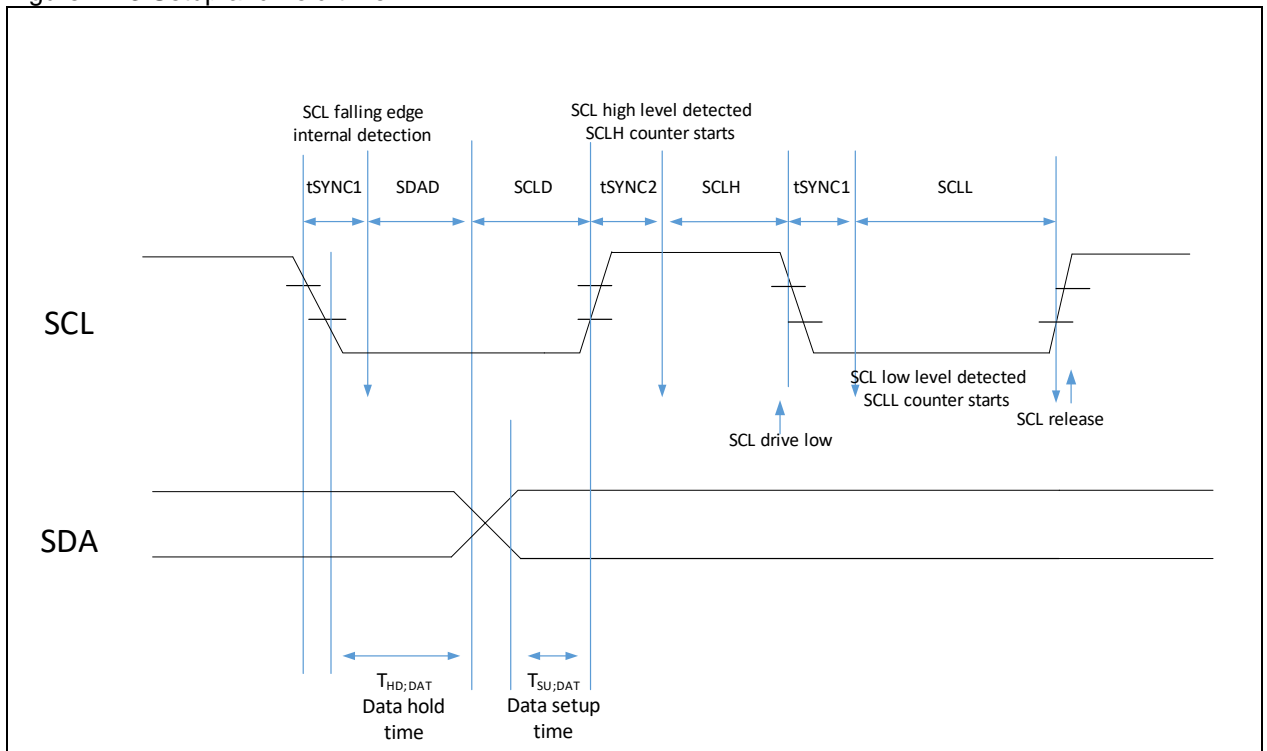 SCL falling edge
internal detection
SCL high level detected
SCLH counter starts
tSYNC1
SDAD
SCLD
tSYNC2
SCLH
tSYNC1
SCLL
SCL
SCL low level detected
SCLL counter starts
SCL release
SCL drive low
SDA
THD;DAT
Data hold
time
TSU;DAT
Data setup
time